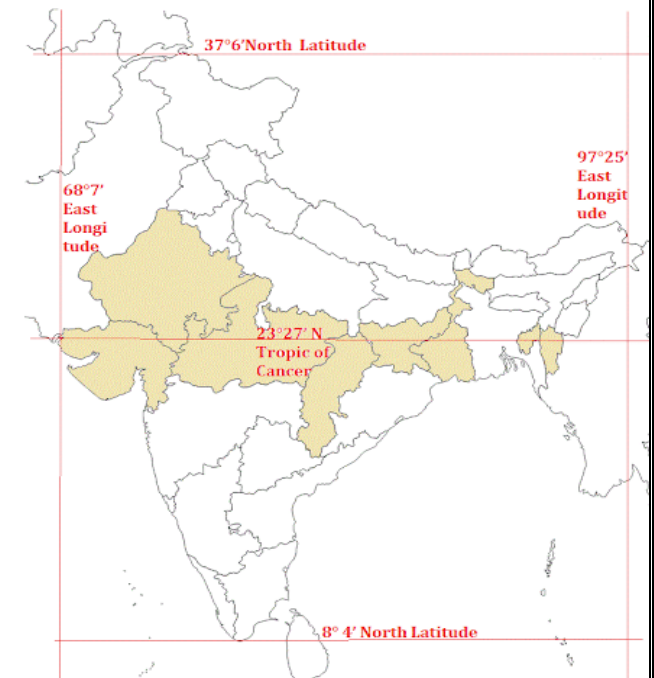 37°6'North Latitude
97°25'
East
Longit
ude
68°7'
East
Longi
tude
23°27' N
Tropic of
Cancer
8° 4' North Latitude